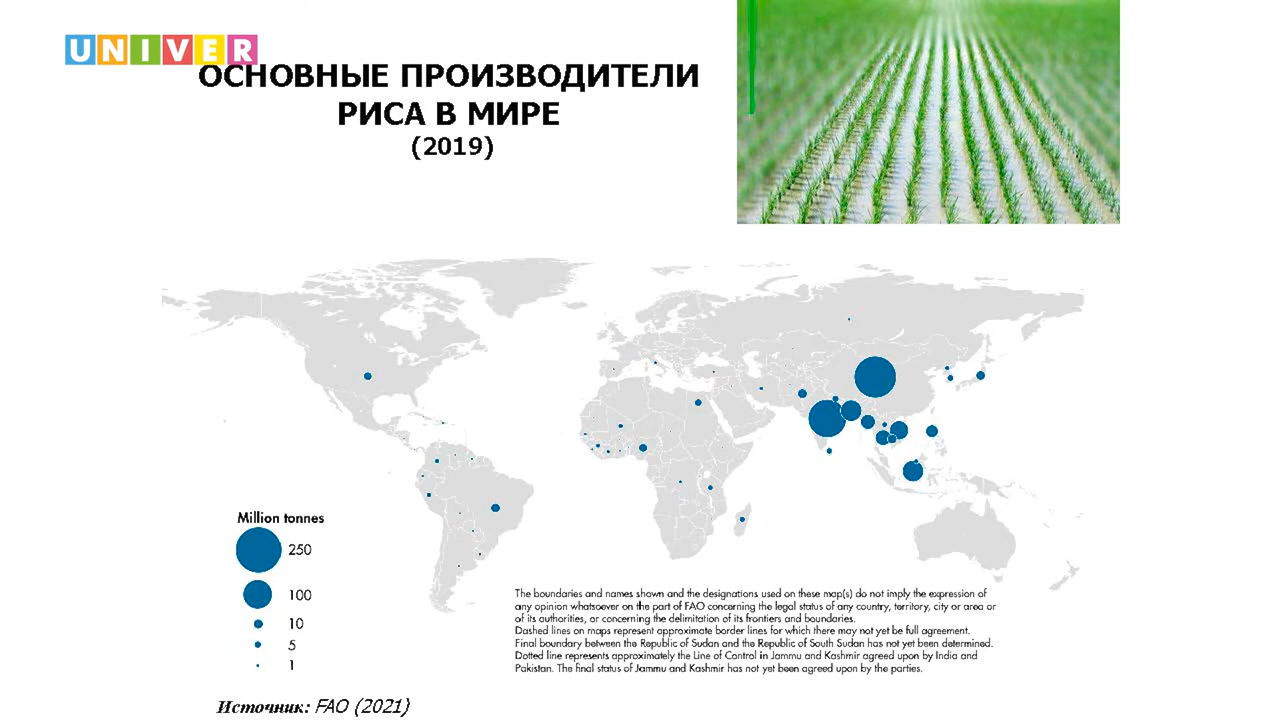 UNIVER
ОСНОВНЫЕ ПРОИЗВОДИТЕЛИ
РИСА В МИРЕ
(2019)
Million tonnes
250
100
10
5
1
The boundaries and names shown and the designations used on these map(s) do not imply the expression of
any opinion whatsoever on the part of FAO concerning the legal status of any country, territory, city or area or
of its authorities, or concerning the delimitation of its frontiers and boundaries.
Dashed lines on maps represent approximate border lines for which there may not yet be full agreement.
Final boundary between the Republic of Sudan and the Republic of South Sudan has not yet been determined.
Dotted line represents approximately the Line of Control in Jammu and Kashmir agreed upon by India and
Pakistan. The final status of Jammu and Kashmir has not yet been agreed upon by the parties.
Источник: FAO (2021)